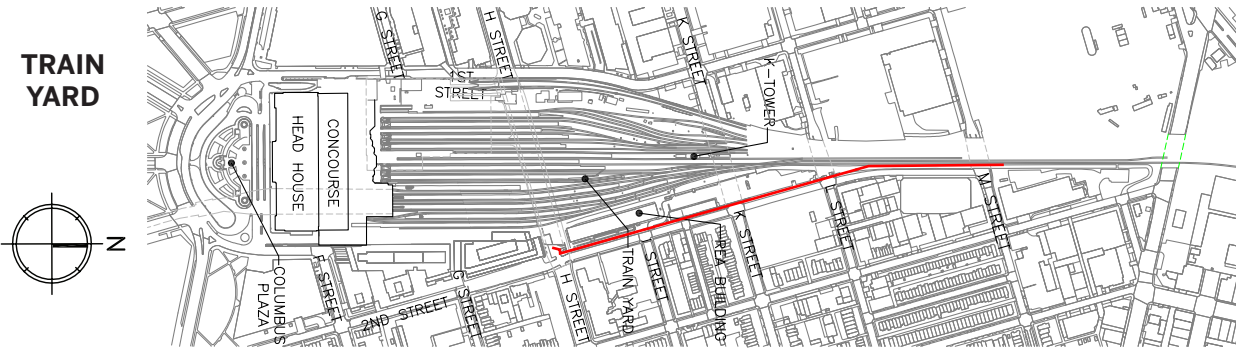 TRAIN
YARD
N
G STREET
H STREET
K STREET
K-TOWER
1ST
STREET
HEAD HOUSE
CONCOURSE
COLUMBUS
PLAZA
F STREET
2ND STREET
G STREET
H STREET
TRAIN YARD
I STREET
UREA BUILDING
K STREET
L STREET
M STREET